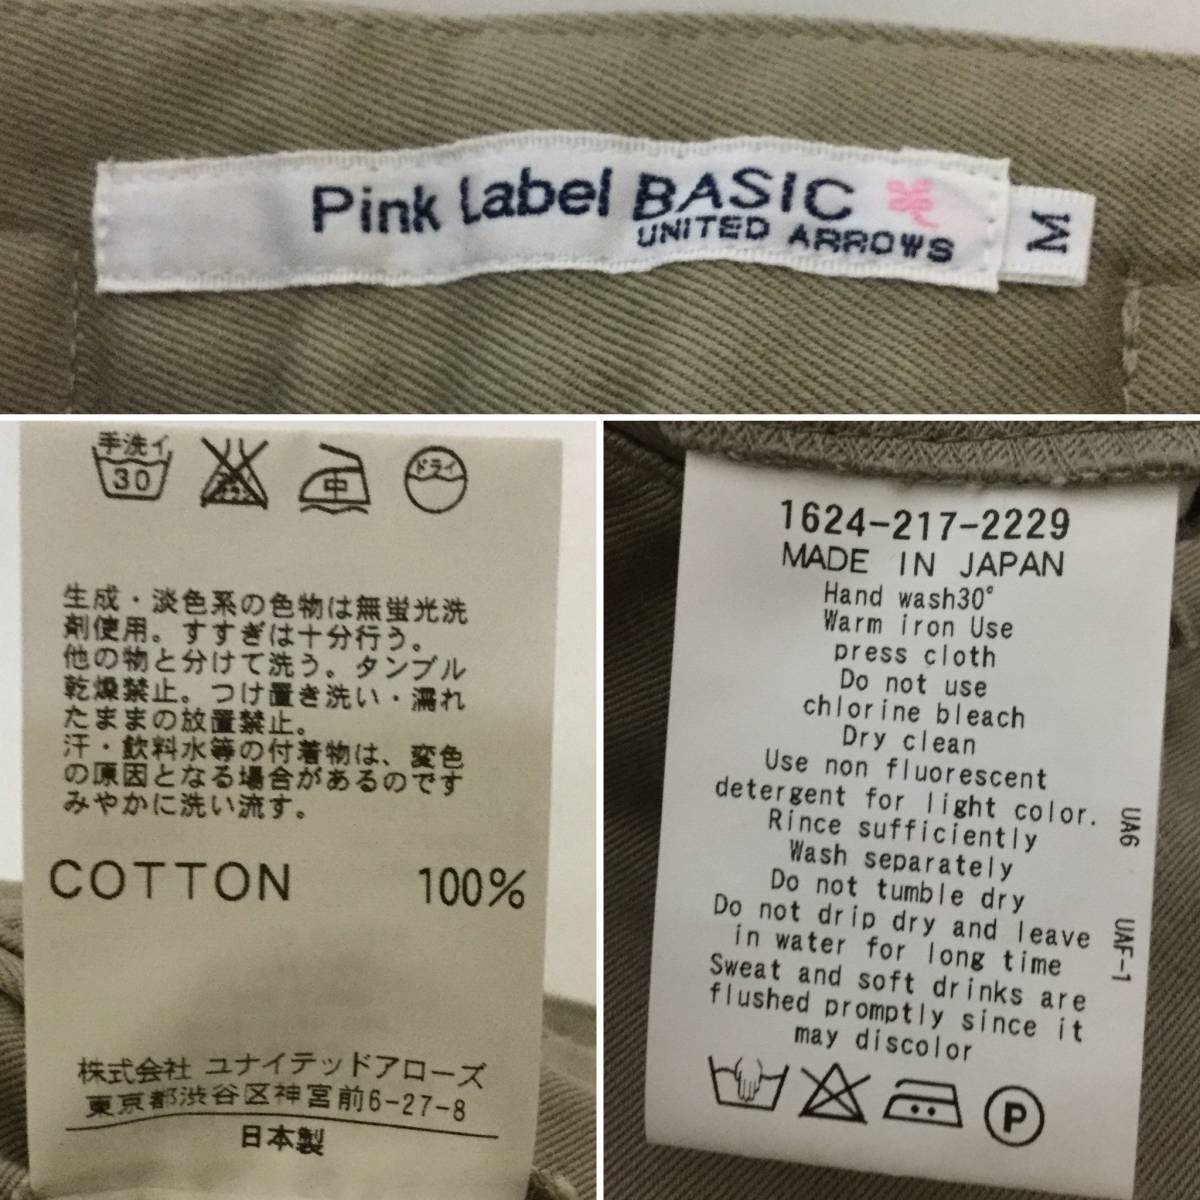 Pink Label BASIC
UNITED ARROWS
M
手洗イ
30
中
ドライ
生成・淡色系の色物は無蛍光洗
剤使用。すすぎは十分行う。
他の物と分けて洗う。タンブル
乾燥禁止。つけ置き洗い・濡れ
たままの放置禁止。
汗・飲料水等の付着物は、変色
の原因となる場合があるのです
みやかに洗い流す。
COTTON 100%
株式会社 ユナイテッドアローズ
東京都渋谷区神宮前6-27-8
日本製
1624-217-2229
MADE IN JAPAN
Hand wash30°
Warm iron Use
press cloth
Do not use
chlorine bleach
Dry clean
Use non fluorescent
detergent for light color.
Rince sufficiently
Wash separately
Do not tumble dry
Do not drip dry and leave
in water for long time
Sweat and soft drinks are
flushed promptly since it
may discolor
P
UA6
UAF-1